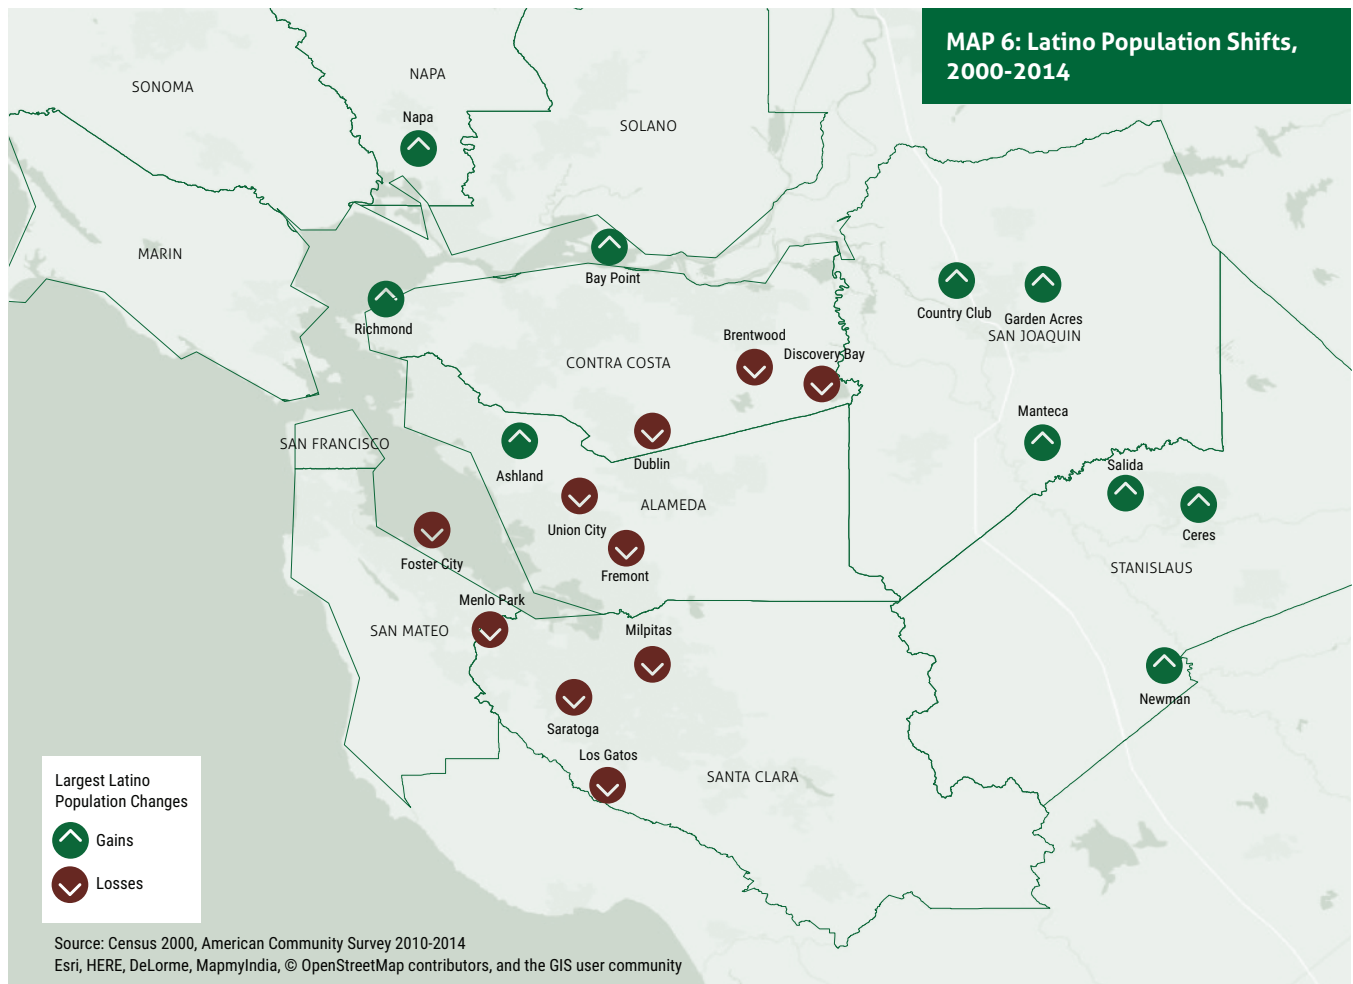 MAP 6: Latino Population Shifts,
2000-2014
SONOMA
NAPA
Napa
SOLANO
MARIN
Bay Point
Richmond
Country Club
Garden Acres
SAN JOAQUIN
Brentwood
Discovery Bay
CONTRA COSTA
Manteca
SAN FRANCISCO
Ashland
Dublin
Salida
ALAMEDA
Union City
Ceres
Foster City
Fremont
STANISLAUS
Menlo Park
SAN MATEO
Milpitas
Newman
Saratoga
Los Gatos
SANTA CLARA
Largest Latino
Population Changes
Gains
Losses
Source: Census 2000, American Community Survey 2010-2014
Esri, HERE, DeLorme, MapmyIndia, © OpenStreetMap contributors, and the GIS user community